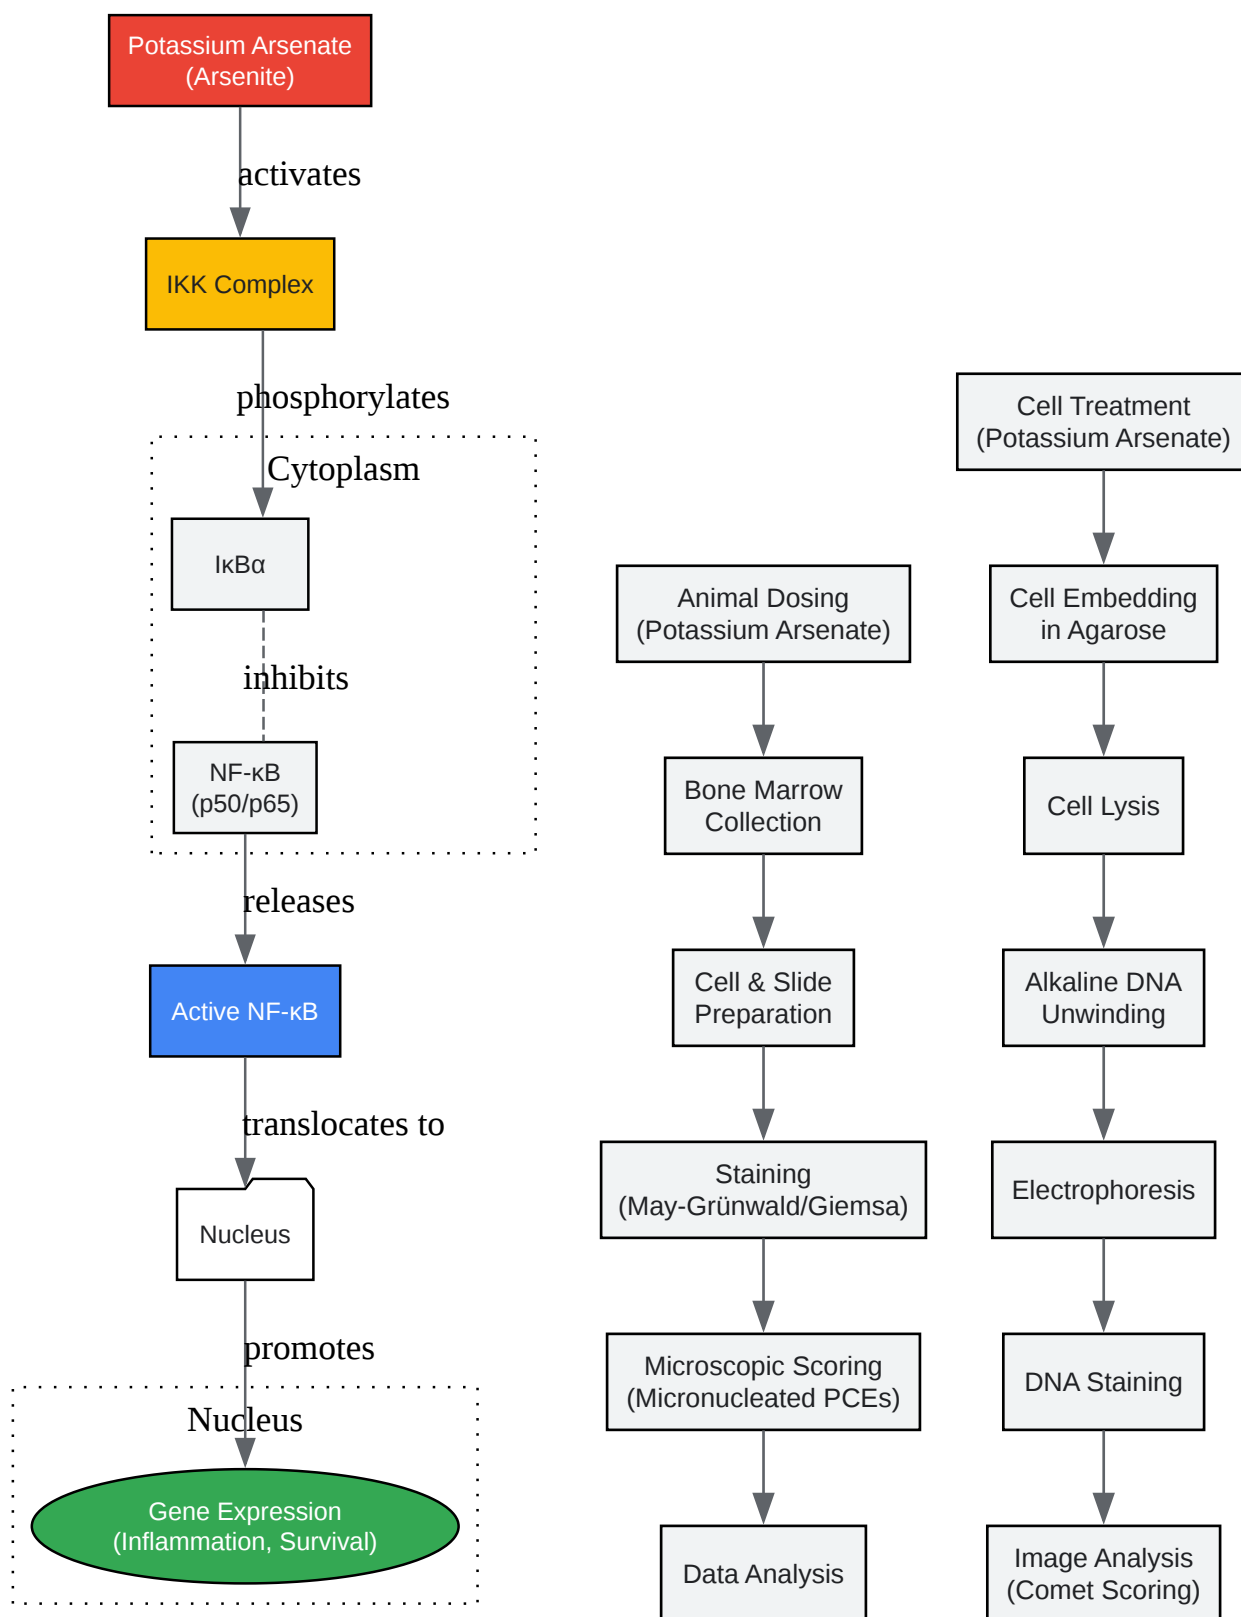 Potassium Arsenate
(Arsenite)
activates
IKK Complex
phosphorylates
Cytoplasm
IκBα
inhibits
NF-κB
(p50/p65)
releases
Active NF-κB
translocates to
Nucleus
promotes
Nucleus
Gene Expression
(Inflammation, Survival)
Animal Dosing
(Potassium Arsenate)
Bone Marrow
Collection
Cell & Slide
Preparation
Staining
(May-Grünwald/Giemsa)
Microscopic Scoring
(Micronucleated PCEs)
Data Analysis
Cell Treatment
(Potassium Arsenate)
Cell Embedding
in Agarose
Cell Lysis
Alkaline DNA
Unwinding
Electrophoresis
DNA Staining
Image Analysis
(Comet Scoring)